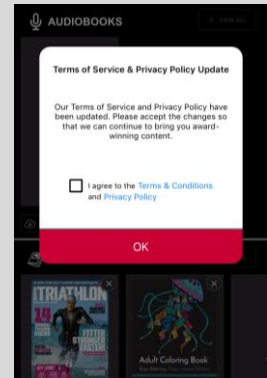 AUDIOBOOKS
VIEW ALL
Terms of Service & Privacy Policy Update
Our Terms of Service and Privacy Policy have
been updated. Please accept the changes so
that we can continue to bring you award-
winning content.
I agree to the Terms & Conditions
and Privacy Policy
OK
TRIATHLON
14
FITTER
STRONGER
FASTER!
Adult Coloring Book